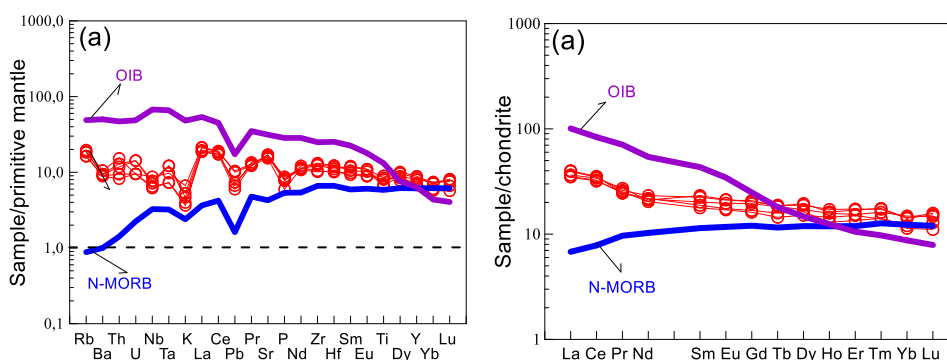 Sample/primitive mantle
1000,0
100,0
10,0
1,0
0,1
(a)
OIB
N-MORB
Rb Th Nb K Ce Pr P Zr Sm Ti Y Lu
Ba U Ta La Pb Sr Nd Hf Eu Dy Yb
Sample/chondrite
1000
100
10
1
(a)
OIB
N-MORB
La Ce Pr Nd Sm Eu Gd Tb Dy Ho Er Tm Yb Lu